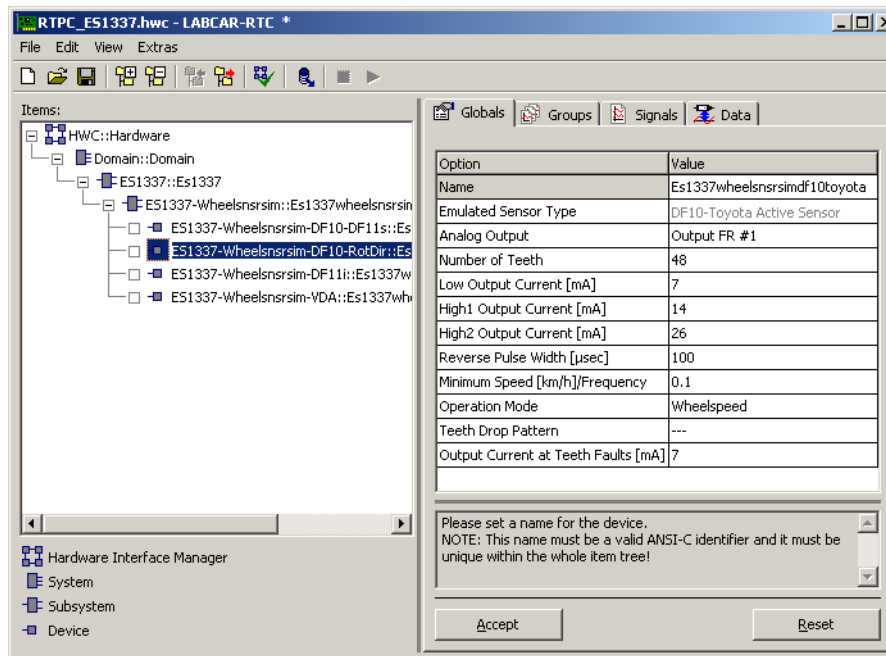 RTPC_ES1337.hwc - LABCAR-RTC *
File Edit View Extras
Items:
HWC::Hardware
Domain::Domain
ES1337::Es1337
ES1337-Wheelsnsrsim::Es1337wheelsnsrsin
ES1337-Wheelsnsrsim-DF10-DF11s::Es
ES1337-Wheelsnsrsim-DF10-RotDir::Es
ES1337-Wheelsnsrsim-DF11i::Es1337w
ES1337-Wheelsnsrsim-VDA::Es1337whe
Hardware Interface Manager
System
Subsystem
Device
Globals Groups Signals Data
Option Value
Name Es1337wheelsnsrsimdf10toyota
Emulated Sensor Type DF10-Toyota Active Sensor
Analog Output Output FR #1
Number of Teeth 48
Low Output Current [mA] 7
High1 Output Current [mA] 14
High2 Output Current [mA] 26
Reverse Pulse Width [µsec] 100
Minimum Speed [km/h]/Frequency 0.1
Operation Mode Wheelspeed
Teeth Drop Pattern ---
Output Current at Teeth Faults [mA] 7
Please set a name for the device.
NOTE: This name must be a valid ANSI-C identifier and it must be
unique within the whole item tree!
Accept Reset